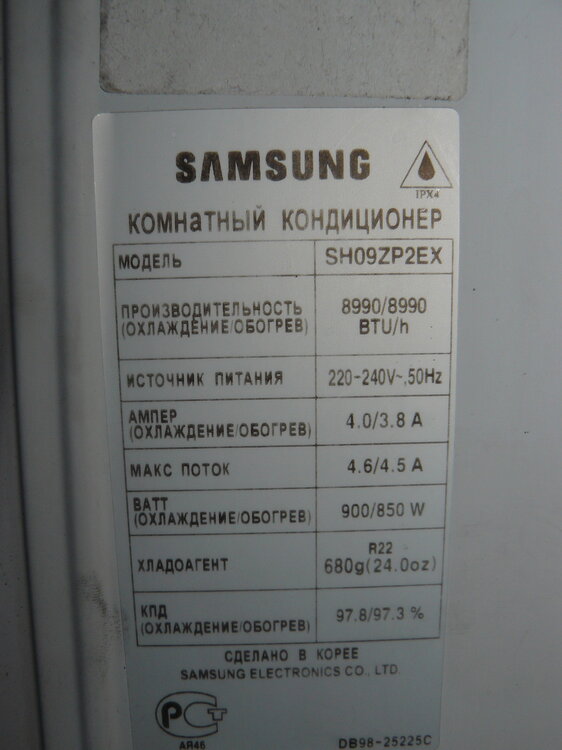 SAMSUNG
IPX4
КОМНАТНЫЙ КОНДИЦИОНЕР
МОДЕЛЬ SH09ZP2EX
ПРОИЗВОДИТЕЛЬНОСТЬ 8990/8990
(ОХЛАЖДЕНИЕ/ОБОГРЕВ) BTU/h
ИСТОЧНИК ПИТАНИЯ 220-240V~,50Hz
АМПЕР
(ОХЛАЖДЕНИЕ/ОБОГРЕВ) 4.0/3.8 A
МАКС ПОТОК 4.6/4.5 A
ВАТТ
(ОХЛАЖДЕНИЕ/ОБОГРЕВ) 900/850 W
ХЛАДОАГЕНТ R22
680g(24.0oz)
КПД
(ОХЛАЖДЕНИЕ/ОБОГРЕВ) 97.8/97.3 %
СДЕЛАНО В КОРЕЕ
SAMSUNG ELECTRONICS CO., LTD.
РСТ
АЯ46
DB98-25225C